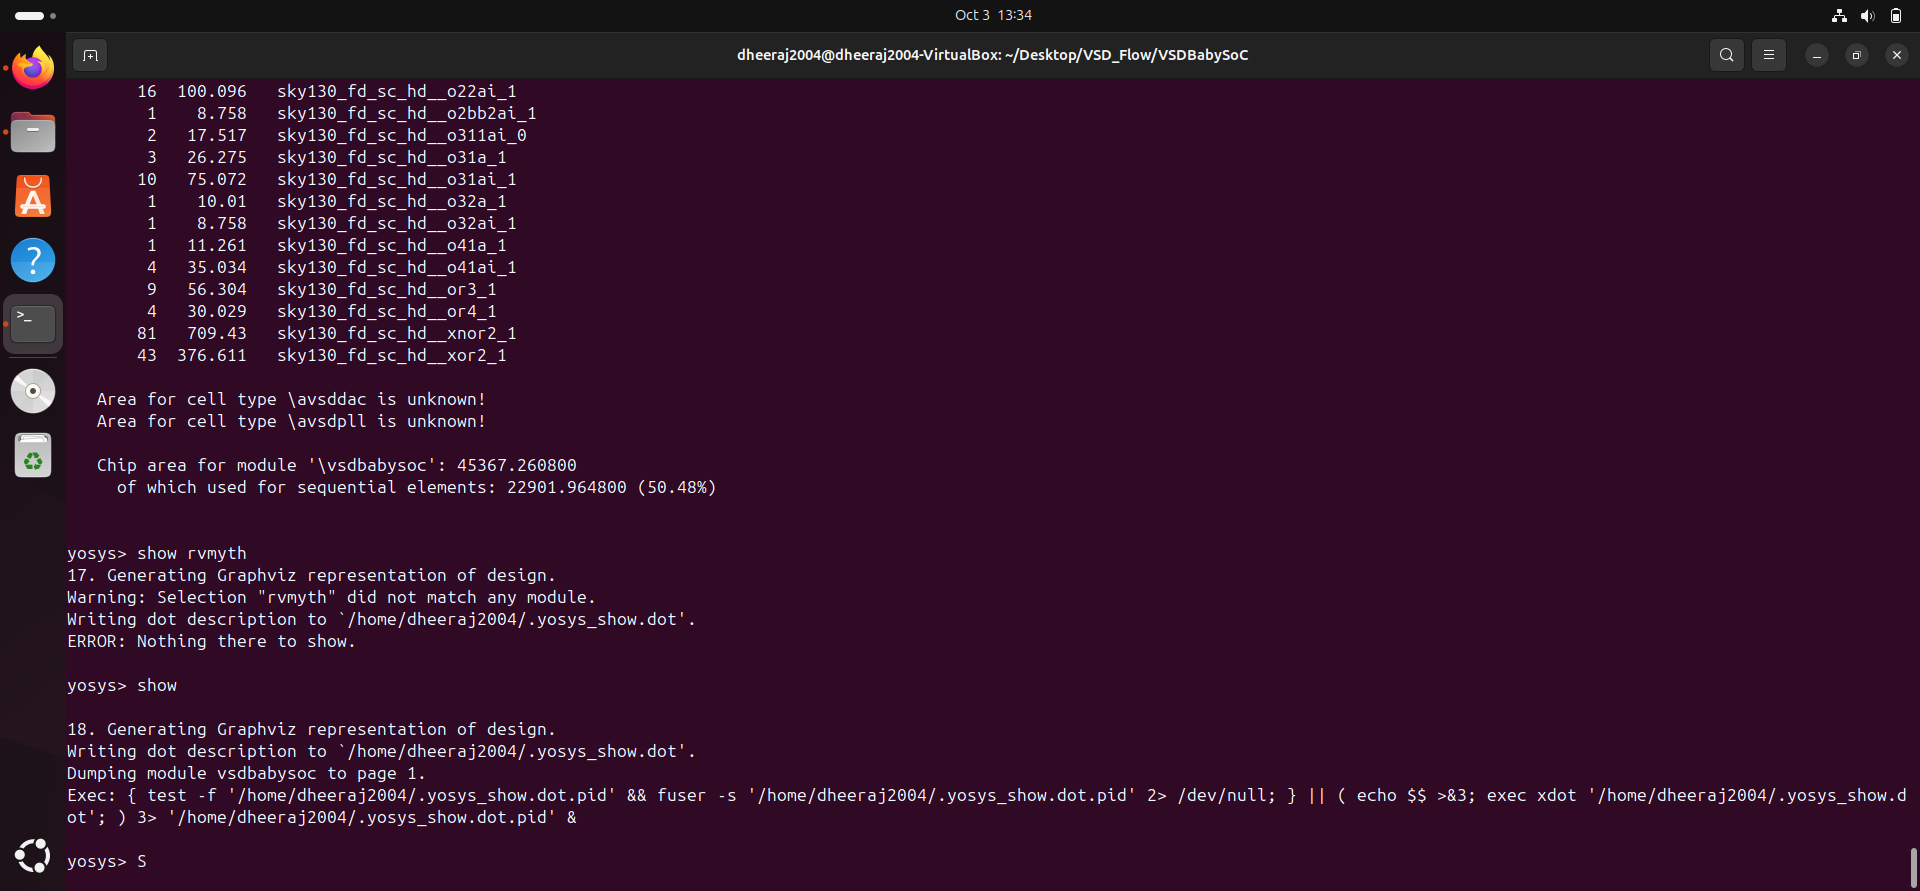 Oct 3 13:34
dheeraj2004@dheeraj2004-VirtualBox: ~/Desktop/VSD_Flow/VSDBabySoC
16 100.096 sky130_fd_sc_hd__o22ai_1
1 8.758 sky130_fd_sc_hd__o2bb2ai_1
2 17.517 sky130_fd_sc_hd__o311ai_0
3 26.275 sky130_fd_sc_hd__o31a_1
10 75.072 sky130_fd_sc_hd__o31ai_1
1 10.01 sky130_fd_sc_hd__o32a_1
1 8.758 sky130_fd_sc_hd__o32ai_1
1 11.261 sky130_fd_sc_hd__o41a_1
4 35.034 sky130_fd_sc_hd__o41ai_1
9 56.304 sky130_fd_sc_hd__or3_1
4 30.029 sky130_fd_sc_hd__or4_1
81 709.43 sky130_fd_sc_hd__xnor2_1
43 376.611 sky130_fd_sc_hd__xor2_1
Area for cell type \avsddac is unknown!
Area for cell type \avsdpll is unknown!
Chip area for module '\vsdbabysoc': 45367.260800
of which used for sequential elements: 22901.964800 (50.48%)
yosys> show rvmyth
17. Generating Graphviz representation of design.
Warning: Selection "rvmyth" did not match any module.
Writing dot description to `/home/dheeraj2004/.yosys_show.dot'.
ERROR: Nothing there to show.
yosys> show
18. Generating Graphviz representation of design.
Writing dot description to `/home/dheeraj2004/.yosys_show.dot'.
Dumping module vsdbabysoc to page 1.
Exec: { test -f '/home/dheeraj2004/.yosys_show.dot.pid' && fuser -s '/home/dheeraj2004/.yosys_show.dot.pid' 2> /dev/null; } || ( echo $$ >&3; exec xdot '/home/dheeraj2004/.yosys_show.d
ot'; ) 3> '/home/dheeraj2004/.yosys_show.dot.pid' &
yosys> S